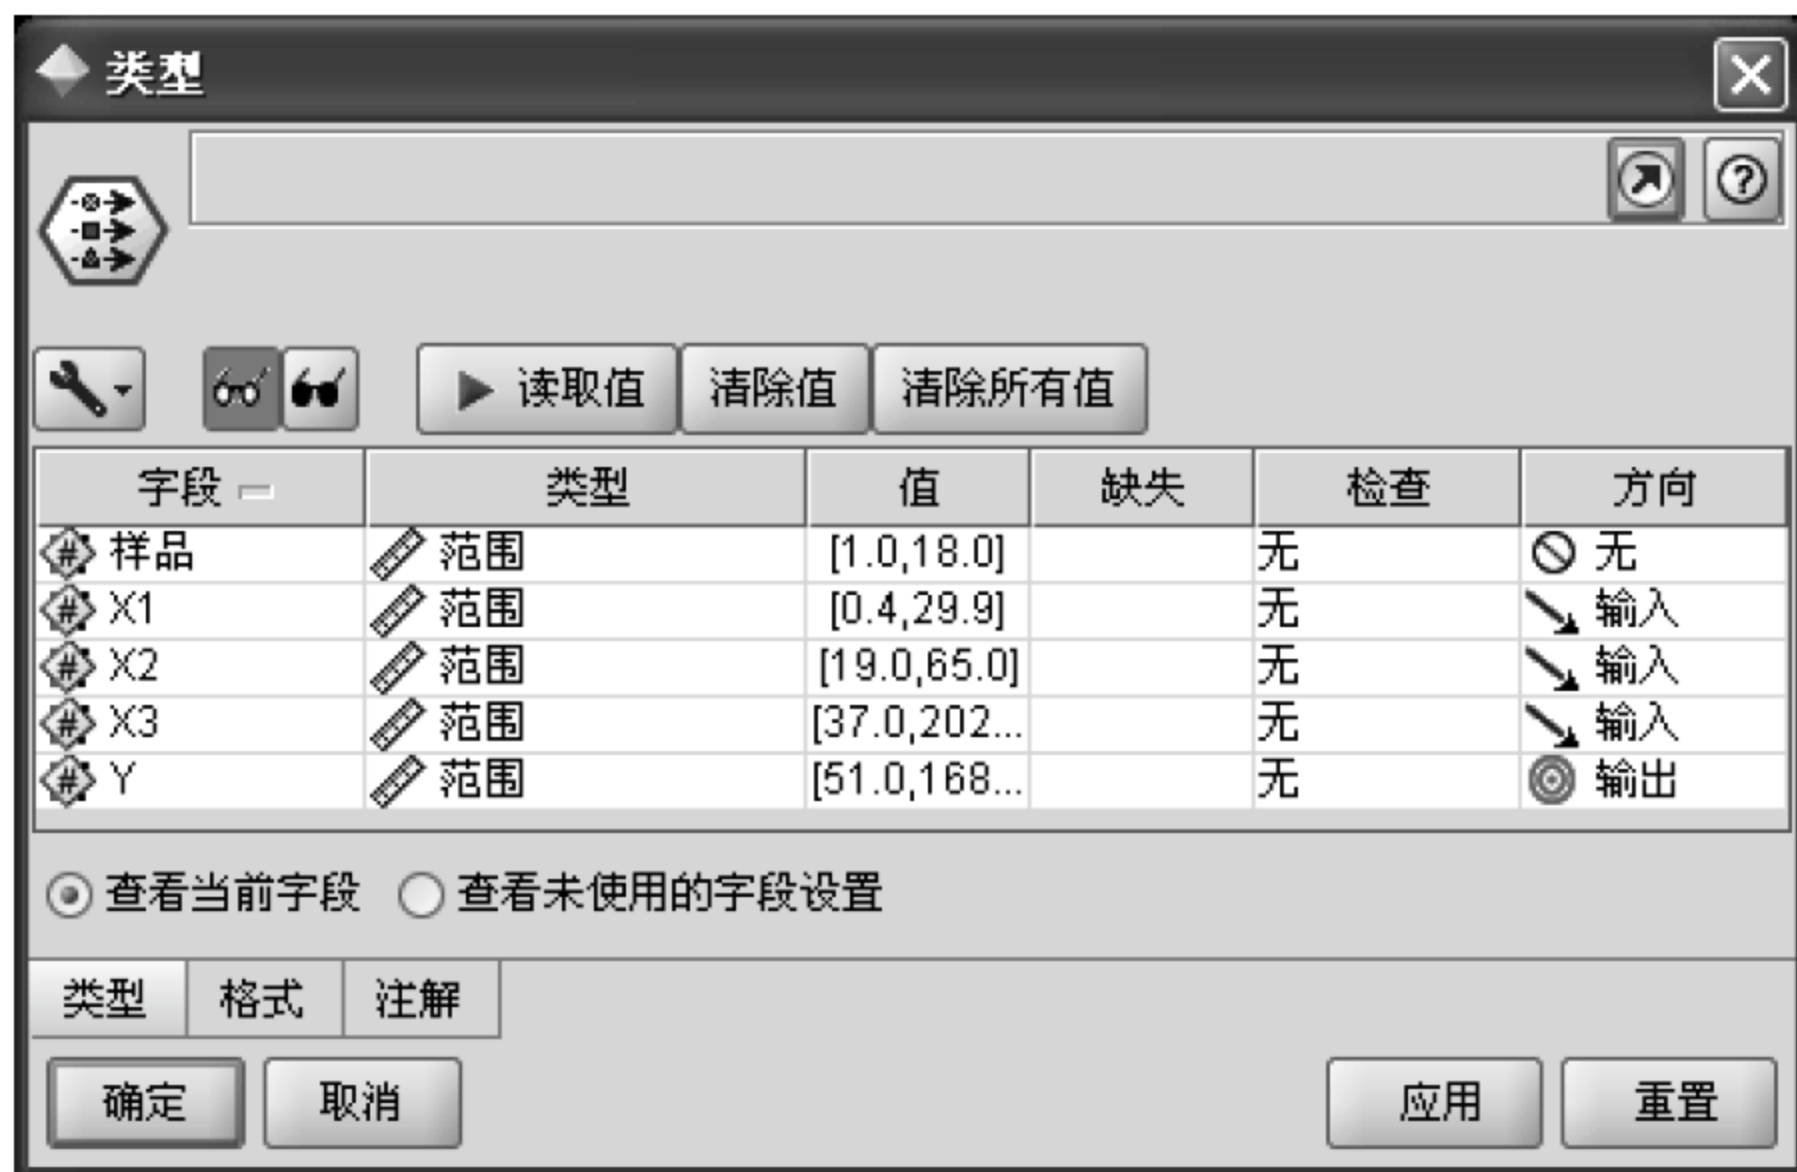 类型
读取值 清除值 清除所有值
字段 类型 值 缺失 检查 方向
样品 范围 [1.0,18.0] 无 无
X1 范围 [0.4,29.9] 无 输入
X2 范围 [19.0,65.0] 无 输入
X3 范围 [37.0,202... 无 输入
Y 范围 [51.0,168... 无 输出
查看当前字段 查看未使用的字段设置
类型 格式 注解
确定 取消 应用 重置